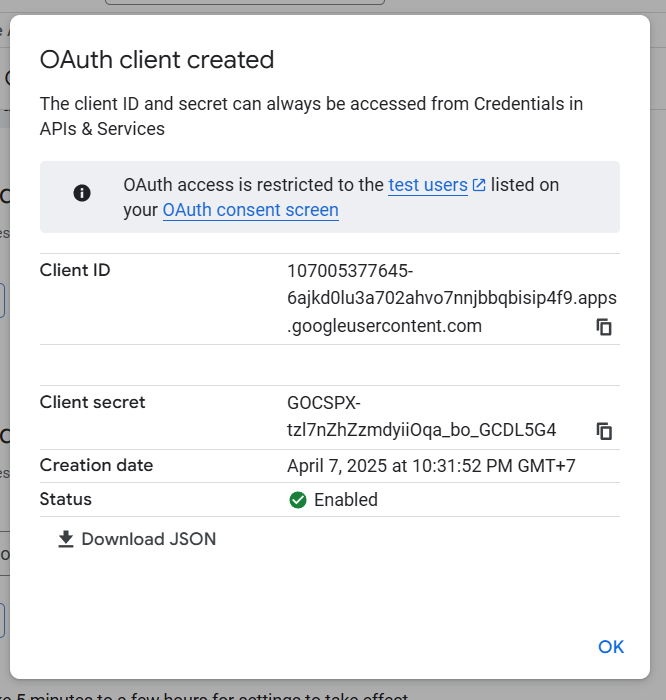 OAuth client created
The client ID and secret can always be accessed from Credentials in
APIs & Services
OAuth access is restricted to the test users listed on
your OAuth consent screen
Client ID
107005377645-
6ajkd0lu3a702ahvo7nnjbbqbisip4f9.apps
.googleusercontent.com
Client secret
GOCSPX-
tzl7nZhZzmdyiiOqa_bo_GCDL5G4
Creation date
April 7, 2025 at 10:31:52 PM GMT+7
Status
Enabled
Download JSON
OK
5 minutes to a few hours for settings to take effect